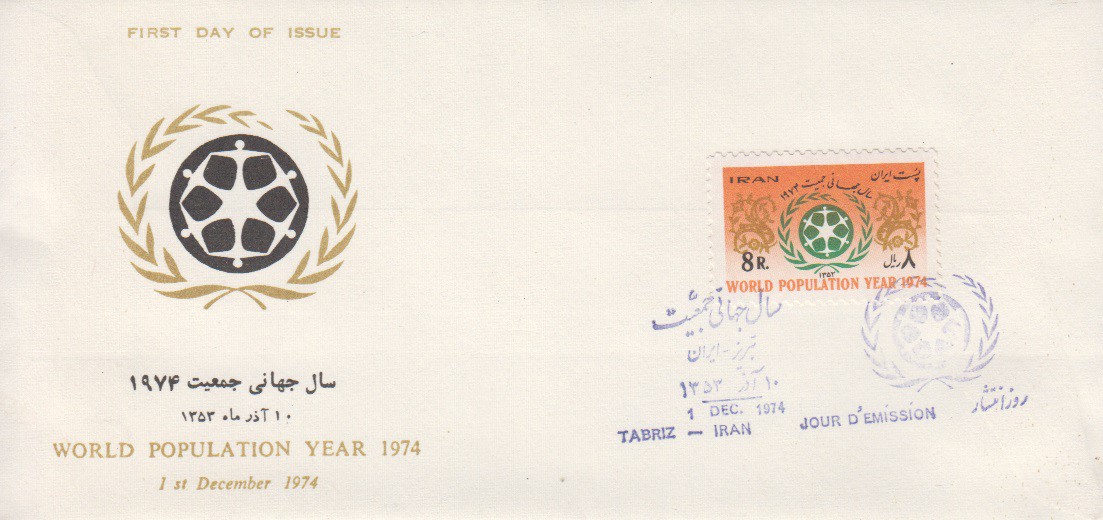 FIRST DAY OF ISSUE
سال جهانی جمعیت ۱۹۷۴
۱۰ آذر ماه ۱۳۵۳
WORLD POPULATION YEAR 1974
1 st December 1974
IRAN
پست ایران
سال جهانی جمعیت ۱۹۷۴
8 R.
۸ ریال
۱۳۵۳
WORLD POPULATION YEAR 1974
سال جهانی جمعیت
تبریز - ایران
۱۰ آذر ۱۳۵۳
1 DEC. 1974
TABRIZ - IRAN
JOUR D'EMISSION
روز انتشار